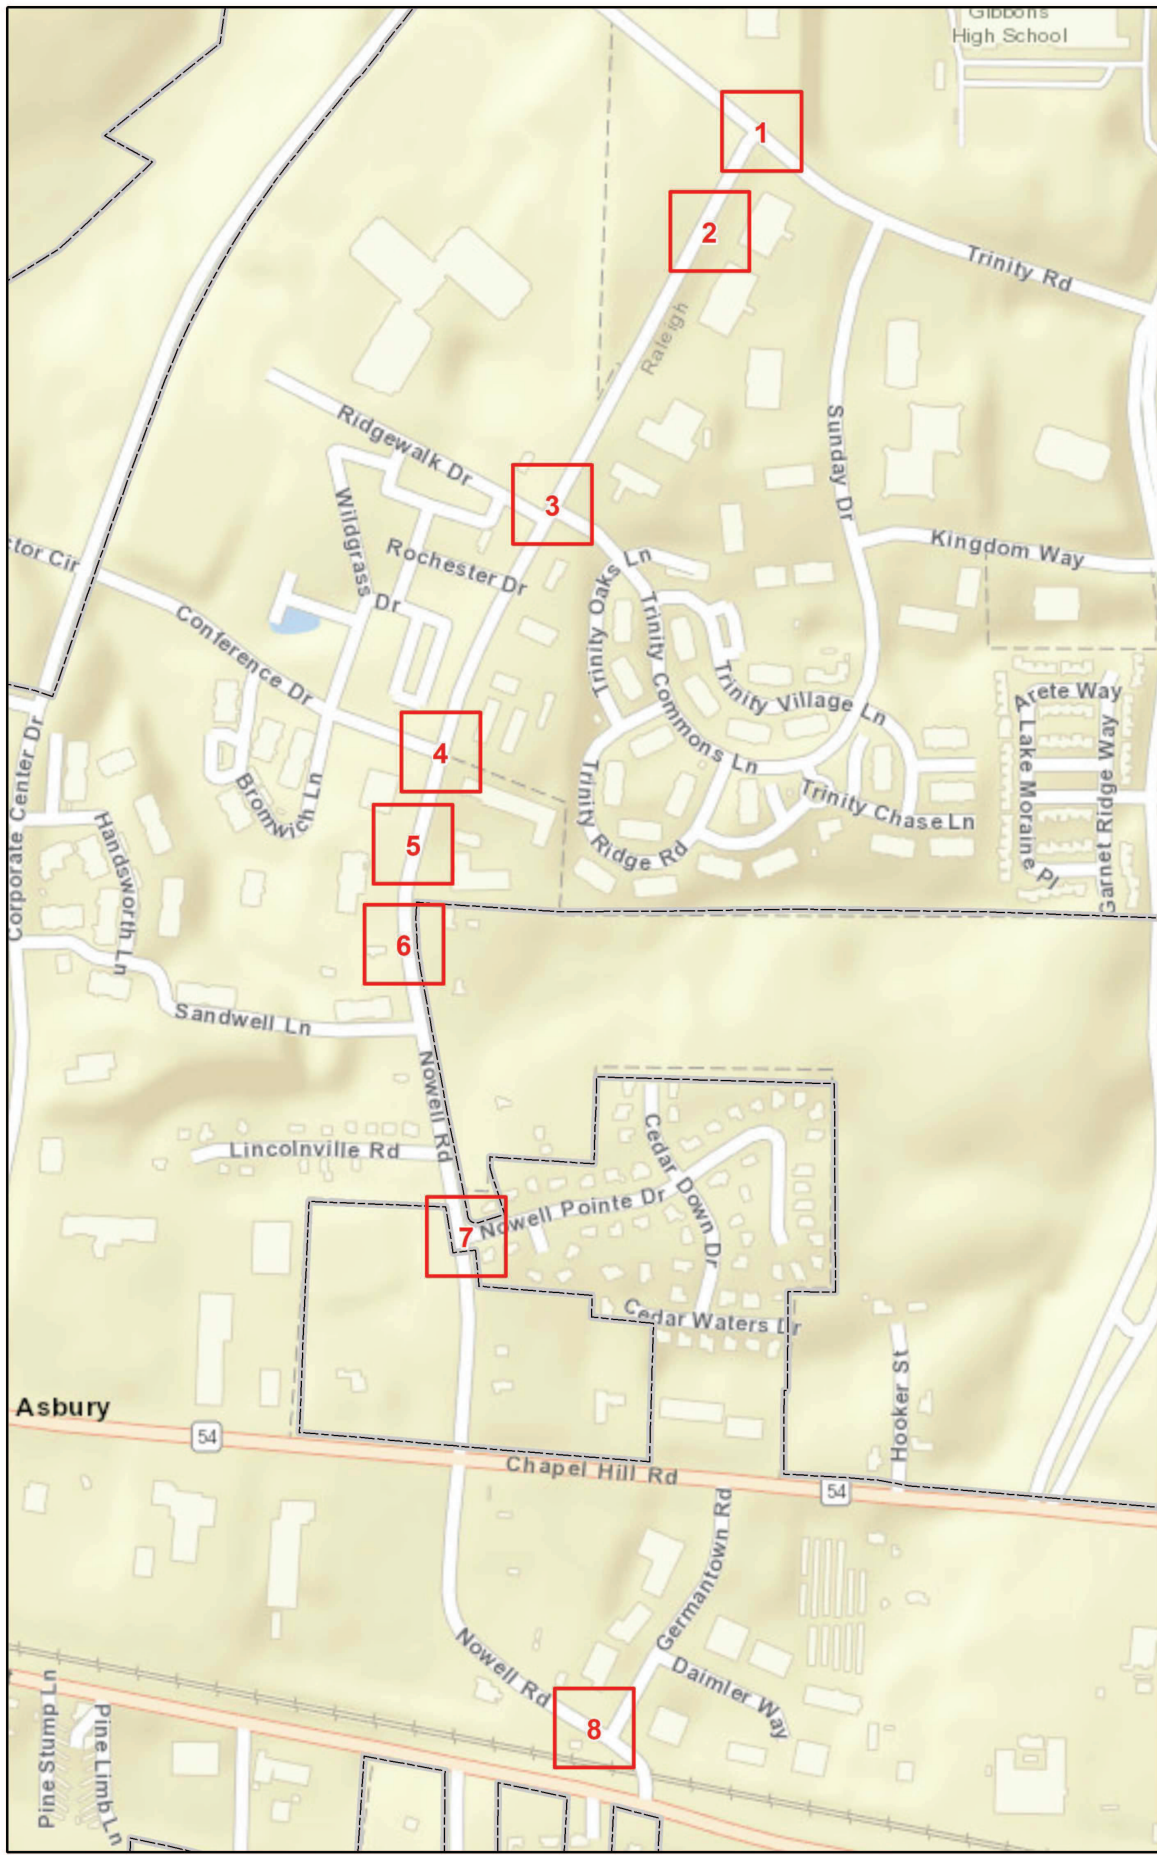 Gibbons
High School
1
2
Trinity Rd
Raleigh
Ridgewalk Dr
Sunday Dr
3
Wildgrass Dr
Rochester Dr
Kingdom Way
tor Cir
Trinity Oaks Ln
Conference Dr
Trinity Commons Ln
Trinity Village Ln
Arete Way
Lake Moraine Pl
Garnet Ridge Way
4
Corporate Center Dr
Bromwich Ln
Trinity Ridge Rd
Trinity Chase Ln
Handsworth Ln
5
6
Sandwell Ln
Nowell Rd
Lincolnville Rd
Cedar Down Dr
Nowell Pointe Dr
7
Cedar Waters Dr
Hooker St
Asbury
54
Chapel Hill Rd
54
Germantown Rd
Nowell Rd
Daimler Way
8
Pine Stump Ln
Pine Limb Ln